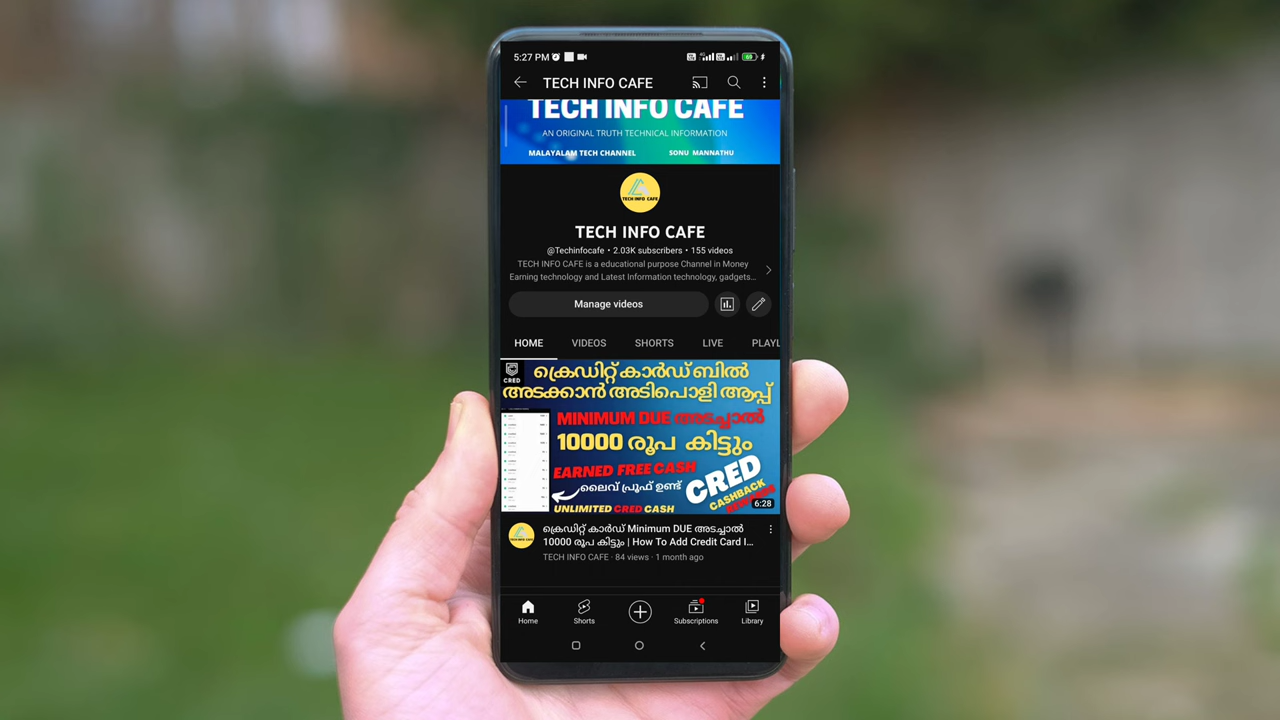 5:27 PM
TECH INFO CAFE
TECH INFO CAFE
AN ORIGINAL TRUTH TECHNICAL INFORMATION
MALAYALAM TECH CHANNEL SONU MANNATHU
TECH INFO CAFE
TECH INFO CAFE
@Techinfocafe • 2.03K subscribers • 155 videos
TECH INFO CAFE is a educational purpose Channel in Money
Earning technology and Latest Information technology, gadgets...
Manage videos
HOME VIDEOS SHORTS LIVE PLAYL
CRED
ക്രെഡിറ്റ് കാർഡ് ബിൽ
അടക്കാൻ അടിപൊളി ആപ്പ്
MINIMUM DUE അടച്ചാൽ
10000 രൂപ കിട്ടും
EARNED FREE CASH
ലൈവ് പ്രൂഫ് ഉണ്ട്
CRED
CASHBACK
UNLIMITED CRED CASH
6:28
ക്രെഡിറ്റ് കാർഡ് Minimum DUE അടച്ചാൽ
10000 രൂപ കിട്ടും | How To Add Credit Card I...
TECH INFO CAFE · 84 views · 1 month ago
Home Shorts Subscriptions Library